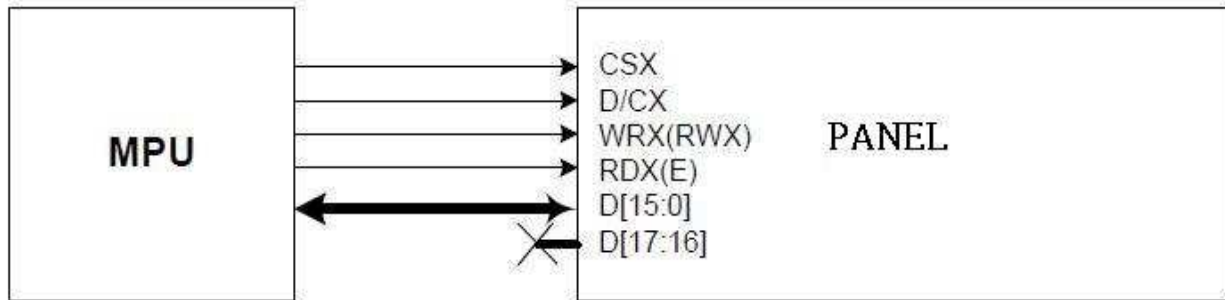 MPU
CSX
D/CX
WRX(RWX)
RDX(E)
D[15:0]
D[17:16]
PANEL